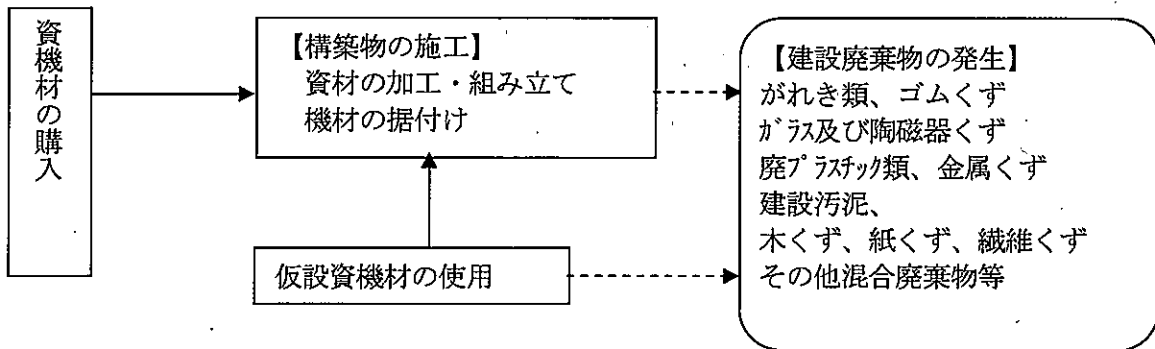 資機材の購入
【構築物の施工】
資材の加工・組み立て
機材の据付け
仮設資機材の使用
【建設廃棄物の発生】
がれき類、ゴムくず
ｶﾞﾗｽ及び陶磁器くず
廃ﾌﾟﾗｽﾁｯｸ類、金属くず
建設汚泥、
木くず、紙くず、繊維くず
その他混合廃棄物等